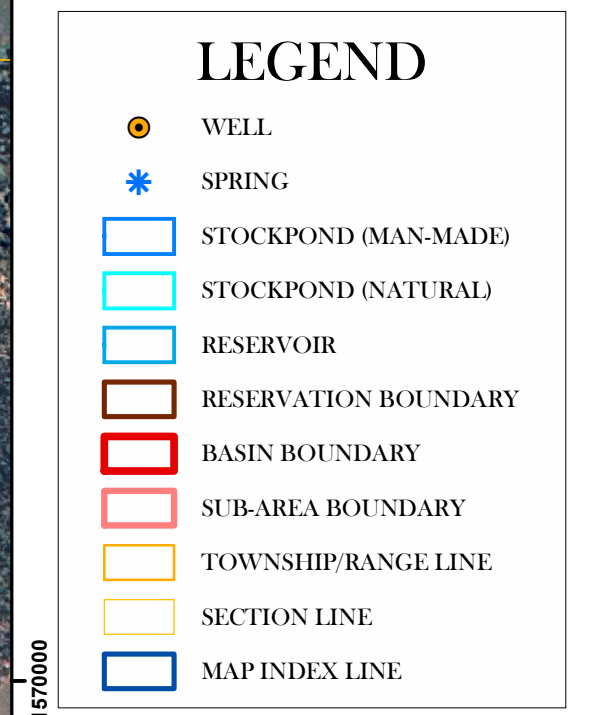 LEGEND
WELL
SPRING
STOCKPOND (MAN-MADE)
STOCKPOND (NATURAL)
RESERVOIR
RESERVATION BOUNDARY
BASIN BOUNDARY
SUB-AREA BOUNDARY
TOWNSHIP/RANGE LINE
SECTION LINE
MAP INDEX LINE
1570000